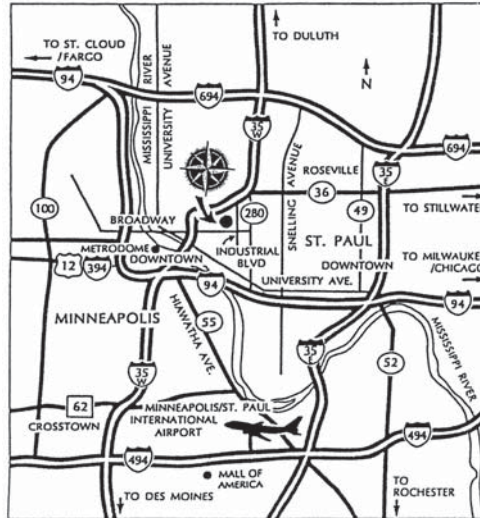 TO DULUTH
TO ST. CLOUD
/FARGO
94
MISSISSIPPI
RIVER
UNIVERSITY
AVENUE
N
694
35
W
SNELLING AVENUE
694
35
E
ROSEVILLE
36
100
280
49
TO STILLWATE
BROADWAY
METRODOME
DOWNTOWN
INDUSTRIAL
BLVD
ST. PAUL
DOWNTOWN
TO MILWAUKE
/CHICAGO
12
394
UNIVERSITY AVE.
94
94
MINNEAPOLIS
HIAWATHA AVE.
55
MISSISSIPPI RIVER
35
E
52
35
W
62
CROSSTOWN
MINNEAPOLIS/ST. PAUL
INTERNATIONAL
AIRPORT
494
494
MALL OF
AMERICA
TO DES MOINES
TO
ROCHESTER